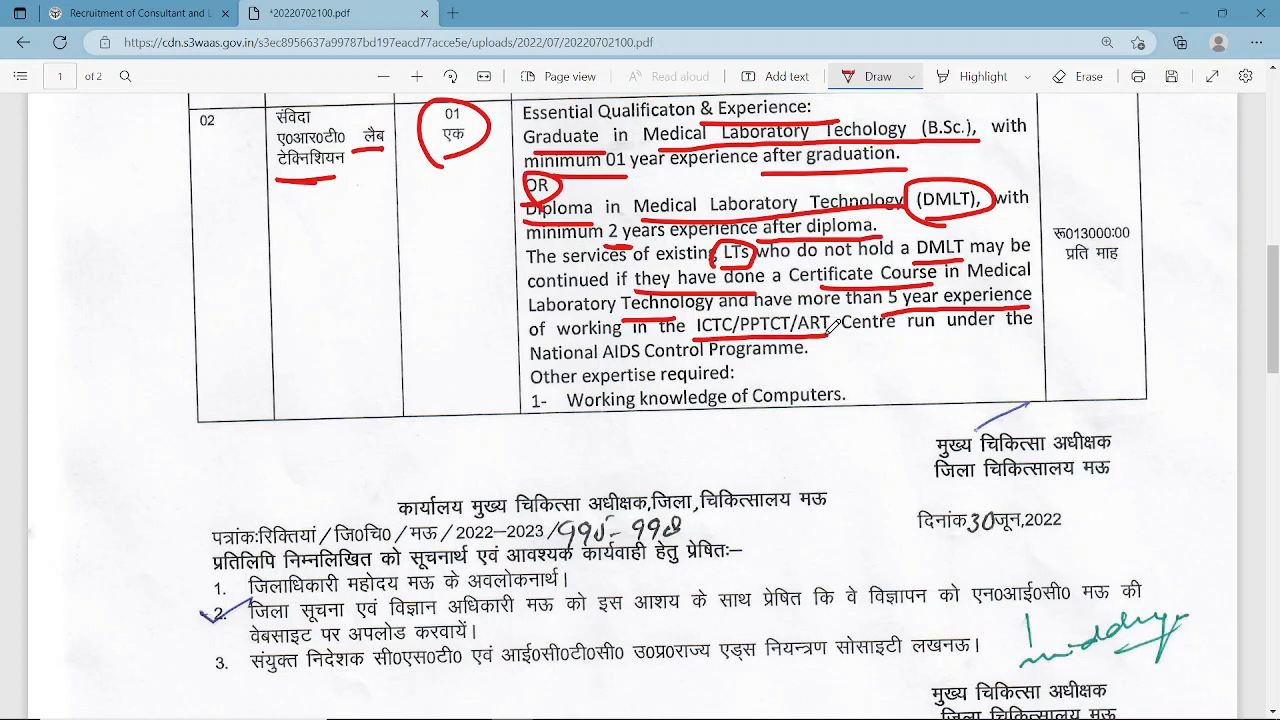 Recruitment of Consultant and L
*20220702100.pdf
https://cdn.s3waas.gov.in/s3ec8956637a99787bd197eacd77acce5e/uploads/2022/07/20220702100.pdf
1 of 2 Page view Read aloud Add text Draw Highlight Erase
02
संविदा
ए0आर0टी0 लैब
टेक्निशियन
01
एक
Essential Qualificaton & Experience:
Graduate in Medical Laboratory Techology (B.Sc.), with
minimum 01 year experience after graduation.
OR
Diploma in Medical Laboratory Technology (DMLT), with
minimum 2 years experience after diploma.
The services of existing LTs who do not hold a DMLT may be
continued if they have done a Certificate Course in Medical
Laboratory Technology and have more than 5 year experience
of working in the ICTC/PPTCT/ART Centre run under the
National AIDS Control Programme.
Other expertise required:
1- Working knowledge of Computers.
रू013000:00
प्रति माह
मुख्य चिकित्सा अधीक्षक
जिला चिकित्सालय मऊ
कार्यालय मुख्य चिकित्सा अधीक्षक,जिला,चिकित्सालय मऊ
पत्रांक:रिक्तियां / जि0चि0 / मऊ / 2022–2023 / ९९५- ९९8
दिनांक 30 जून,2022
प्रतिलिपि निम्नलिखित को सूचनार्थ एवं आवश्यक कार्यवाही हेतु प्रेषितः–
1. जिलाधिकारी महोदय मऊ के अवलोकनार्थ।
2. जिला सूचना एवं विज्ञान अधिकारी मऊ को इस आशय के साथ प्रेषित कि वे विज्ञापन को एन0आई0सी0 मऊ की
वेबसाइट पर अपलोड करवायें।
3. संयुक्त निदेशक सी0एस0टी0 एवं आई0सी0टी0सी0 उ0प्र0राज्य एड्स नियन्त्रण सोसाइटी लखनऊ।
मुख्य चिकित्सा अधीक्षक
जिला चिकित्सालय मऊ